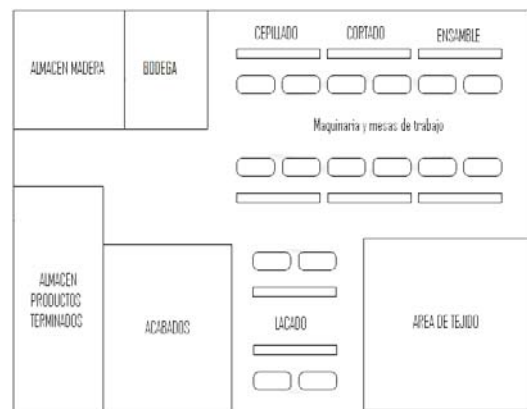 CEPILLADO
CORTADO
ENSAMBLE
ALMACEN MADERA
BODEGA
Maquinaria y mesas de trabajo
ALMACEN
PRODUCTOS
TERMINADOS
ACABADOS
LACADO
AREA DE TEJIDO